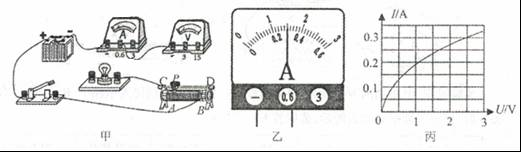 + -
A
- 0.6 3
V
- 3 15
C P D
A B
甲
0 1 2 3
0 0.2 0.4 0.6
A
- 0.6 3
乙
I/A
0.3
0.2
0.1
0 1 2 3 U/V
丙